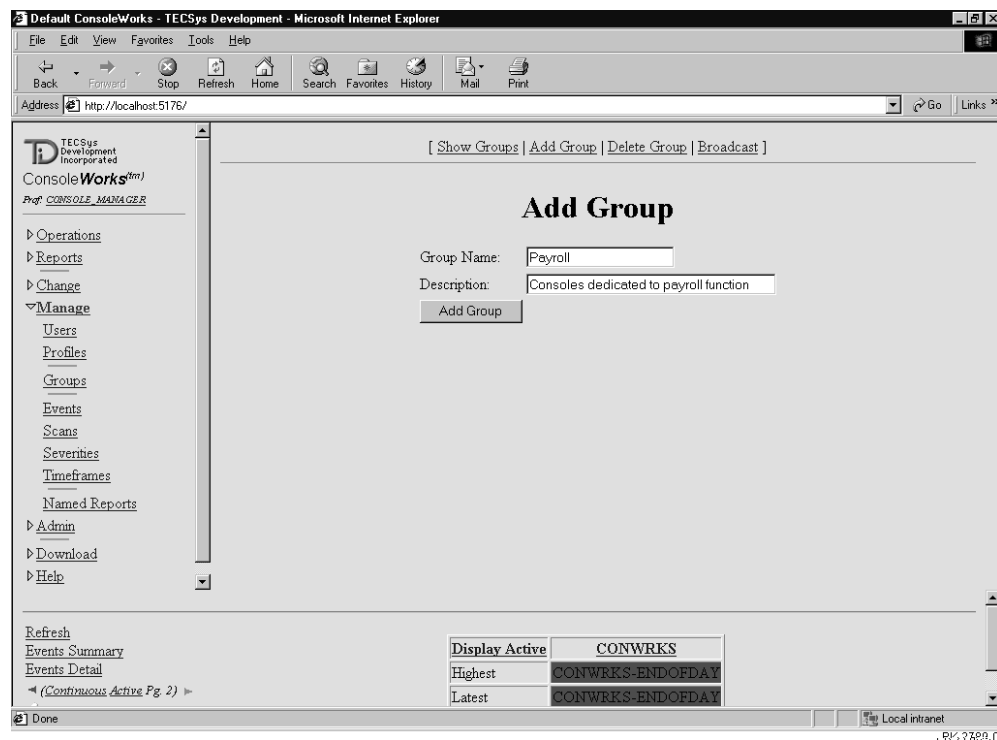 Default ConsoleWorks - TECSys Development - Microsoft Internet Explorer
File Edit View Favorites Tools Help
Back Forward Stop Refresh Home Search Favorites History Mail Print
Address http://localhost:5176/ Go Links »
TECSys
Development
Incorporated
ConsoleWorks(tm)
Prof: CONSOLE_MANAGER
Operations
Reports
Change
Manage
Users
Profiles
Groups
Events
Scans
Severities
Timeframes
Named Reports
Admin
Download
Help
[ Show Groups | Add Group | Delete Group | Broadcast ]
Add Group
Group Name: Payroll
Description: Consoles dedicated to payroll function
Add Group
Refresh
Events Summary
Events Detail
(Continuous Active Pg. 2)
Display Active CONWRKS
Highest CONWRKS-ENDOFDAY
Latest CONWRKS-ENDOFDAY
Done Local intranet